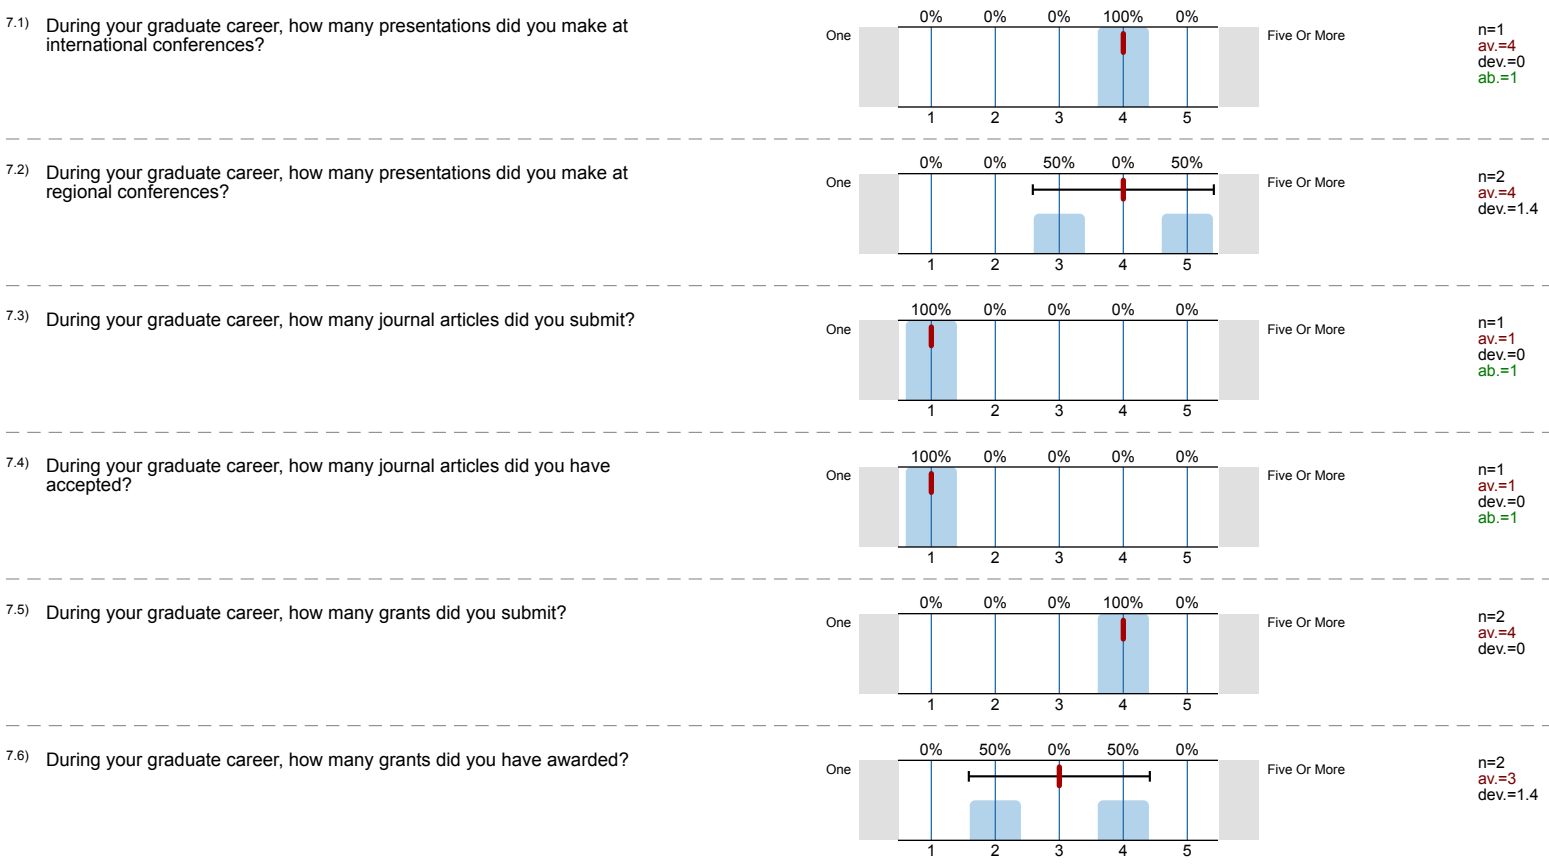 7.1) During your graduate career, how many presentations did you make at
international conferences?
0% 0% 0% 100% 0%
One Five Or More
1 2 3 4 5
n=1
av.=4
dev.=0
ab.=1
7.2) During your graduate career, how many presentations did you make at
regional conferences?
0% 0% 50% 0% 50%
One Five Or More
1 2 3 4 5
n=2
av.=4
dev.=1.4
7.3) During your graduate career, how many journal articles did you submit?
100% 0% 0% 0% 0%
One Five Or More
1 2 3 4 5
n=1
av.=1
dev.=0
ab.=1
7.4) During your graduate career, how many journal articles did you have
accepted?
100% 0% 0% 0% 0%
One Five Or More
1 2 3 4 5
n=1
av.=1
dev.=0
ab.=1
7.5) During your graduate career, how many grants did you submit?
0% 0% 0% 100% 0%
One Five Or More
1 2 3 4 5
n=2
av.=4
dev.=0
7.6) During your graduate career, how many grants did you have awarded?
0% 50% 0% 50% 0%
One Five Or More
1 2 3 4 5
n=2
av.=3
dev.=1.4